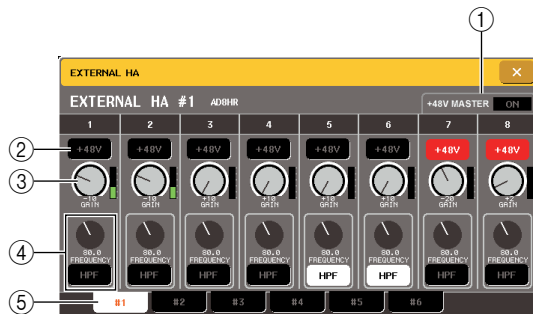 1
EXTERNAL HA
EXTERNAL HA #1 AD8HR +48V MASTER ON
1 2 3 4 5 6 7 8
2 +48V +48V +48V +48V +48V +48V +48V +48V
3
-10 -10 +10 +10 +10 +10 -20 +2
GAIN GAIN GAIN GAIN GAIN GAIN GAIN GAIN
4
80.0 80.0 80.0 80.0 80.0 80.0 80.0 80.0
FREQUENCY FREQUENCY FREQUENCY FREQUENCY FREQUENCY FREQUENCY FREQUENCY FREQUENCY
HPF HPF HPF HPF HPF HPF HPF HPF
5 #1 #2 #3 #4 #5 #6